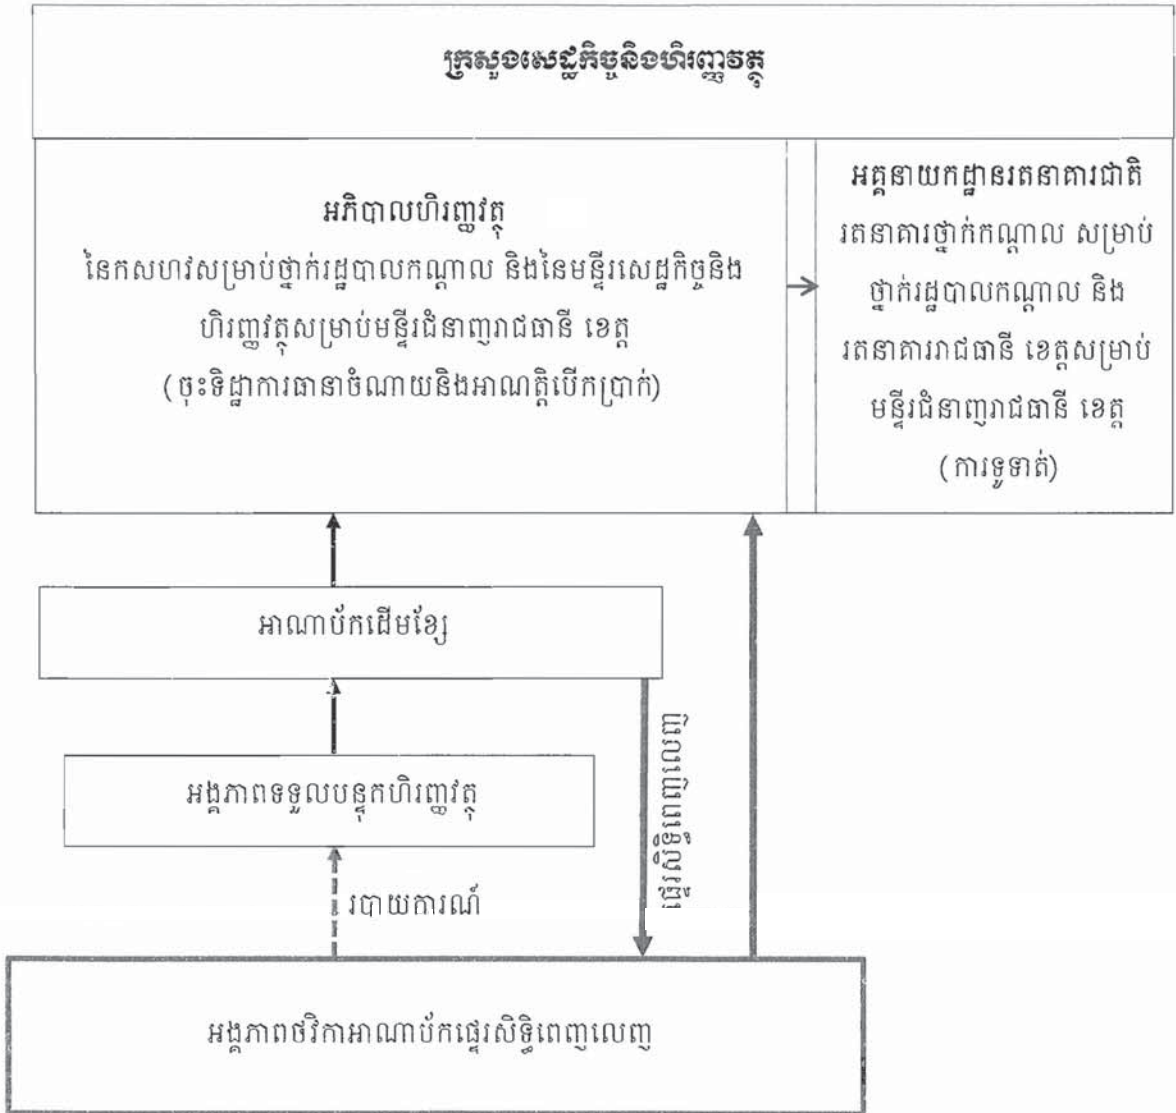 ក្រសួងសេដ្ឋកិច្ចនិងហិរញ្ញវត្ថុ
អភិបាលហិរញ្ញវត្ថុ
នៃកសហវសម្រាប់ថ្នាក់រដ្ឋបាលកណ្តាល និងនៃមន្ទីរសេដ្ឋកិច្ចនិង
ហិរញ្ញវត្ថុសម្រាប់មន្ទីរជំនាញរាជធានី ខេត្ត
(ចុះទិដ្ឋាការធានាចំណាយនិងអាណត្តិបើកប្រាក់)
អគ្គនាយកដ្ឋានរតនាគារជាតិ
រតនាគារថ្នាក់កណ្តាល សម្រាប់
ថ្នាក់រដ្ឋបាលកណ្តាល និង
រតនាគាររាជធានី ខេត្តសម្រាប់
មន្ទីរជំនាញរាជធានី ខេត្ត
(ការទូទាត់)
អាណាប័កដើមខ្សែ
អង្គភាពទទួលបន្ទុកហិរញ្ញវត្ថុ
ផ្ទេរសិទ្ធិពេញលេញ
របាយការណ៍
អង្គភាពថវិកាអាណាប័កផ្ទេរសិទ្ធិពេញលេញ